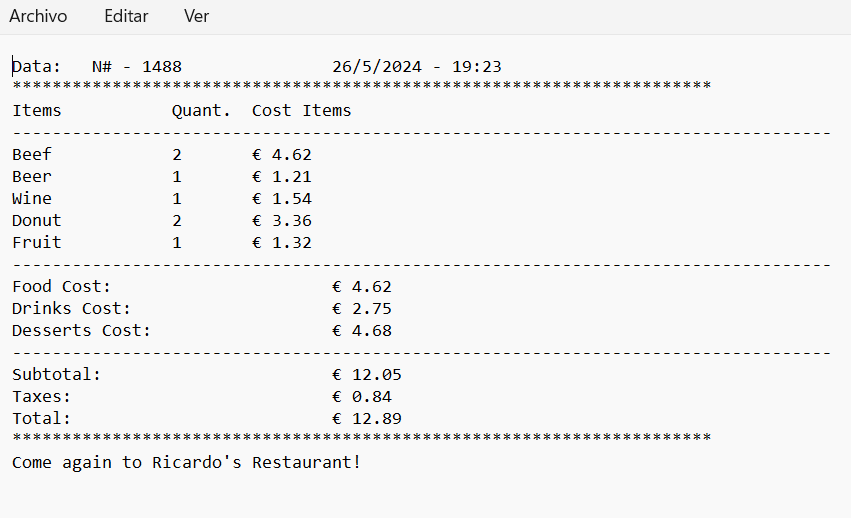 Archivo Editar Ver
Data: N# - 1488 26/5/2024 - 19:23
**********************************************************************
Items Quant. Cost Items
----------------------------------------------------------------------------------
Beef 2 € 4.62
Beer 1 € 1.21
Wine 1 € 1.54
Donut 2 € 3.36
Fruit 1 € 1.32
----------------------------------------------------------------------------------
Food Cost: € 4.62
Drinks Cost: € 2.75
Desserts Cost: € 4.68
----------------------------------------------------------------------------------
Subtotal: € 12.05
Taxes: € 0.84
Total: € 12.89
**********************************************************************
Come again to Ricardo's Restaurant!